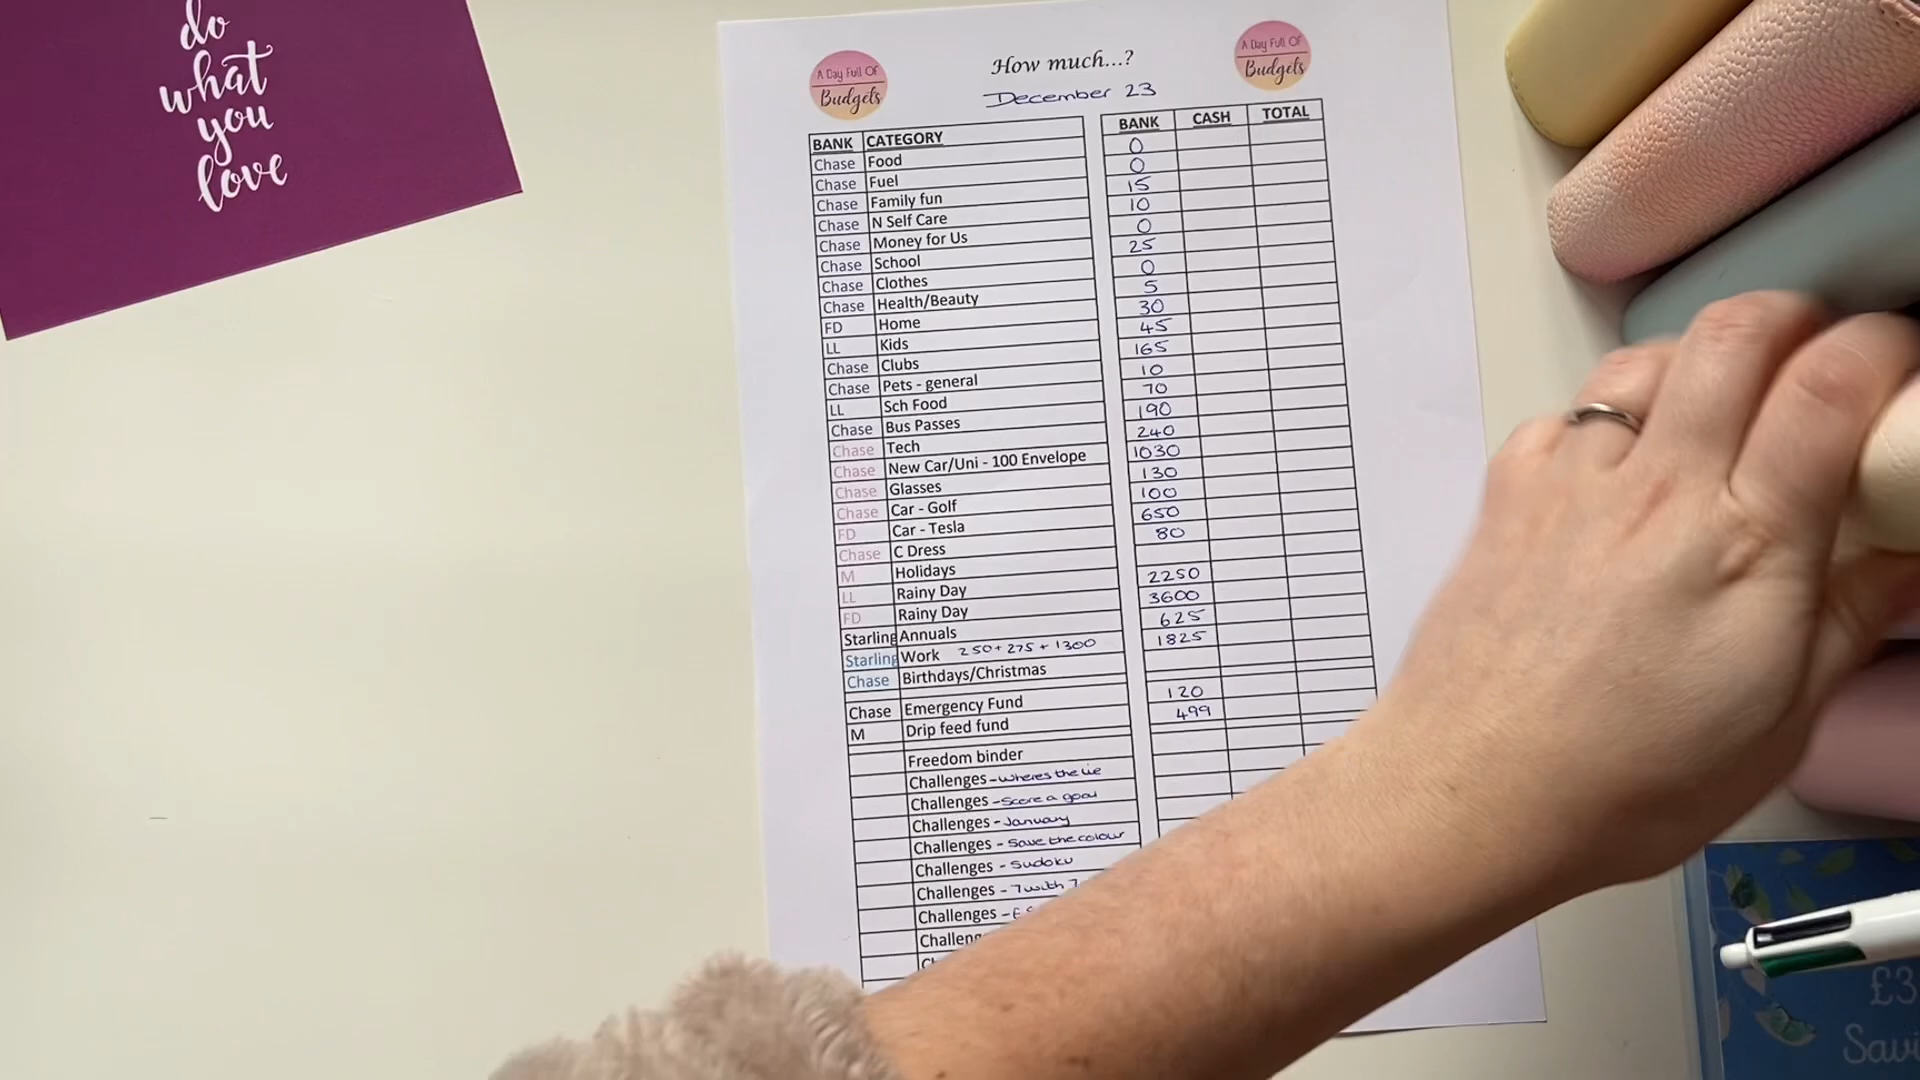 do
what
you
love
A Day Full Of
Budgets
How much...?
December 23
A Day Full Of
Budgets
BANK CATEGORY BANK CASH TOTAL
Chase Food 0
Chase Fuel 0
Chase Family fun 15
Chase N Self Care 10
Chase Money for Us 0
Chase School 25
Chase Clothes 0
Chase Health/Beauty 5
FD Home 30
LL Kids 45
Chase Clubs 165
Chase Pets - general 10
LL Sch Food 70
Chase Bus Passes 190
Chase Tech 240
Chase New Car/Uni - 100 Envelope 1030
Chase Glasses 130
Chase Car - Golf 100
FD Car - Tesla 650
Chase C Dress 80
M Holidays
LL Rainy Day 2250
FD Rainy Day 3600
Starling Annuals 625
Starling Work 250+275+1300 1825
Chase Birthdays/Christmas
Chase Emergency Fund 120
M Drip feed fund 499
Freedom binder
Challenges - Wheres the lie
Challenges - Score a goal
Challenges - January
Challenges - Save the colour
Challenges - Sudoku
Challenges - 7 with 7
Challenges -
£3